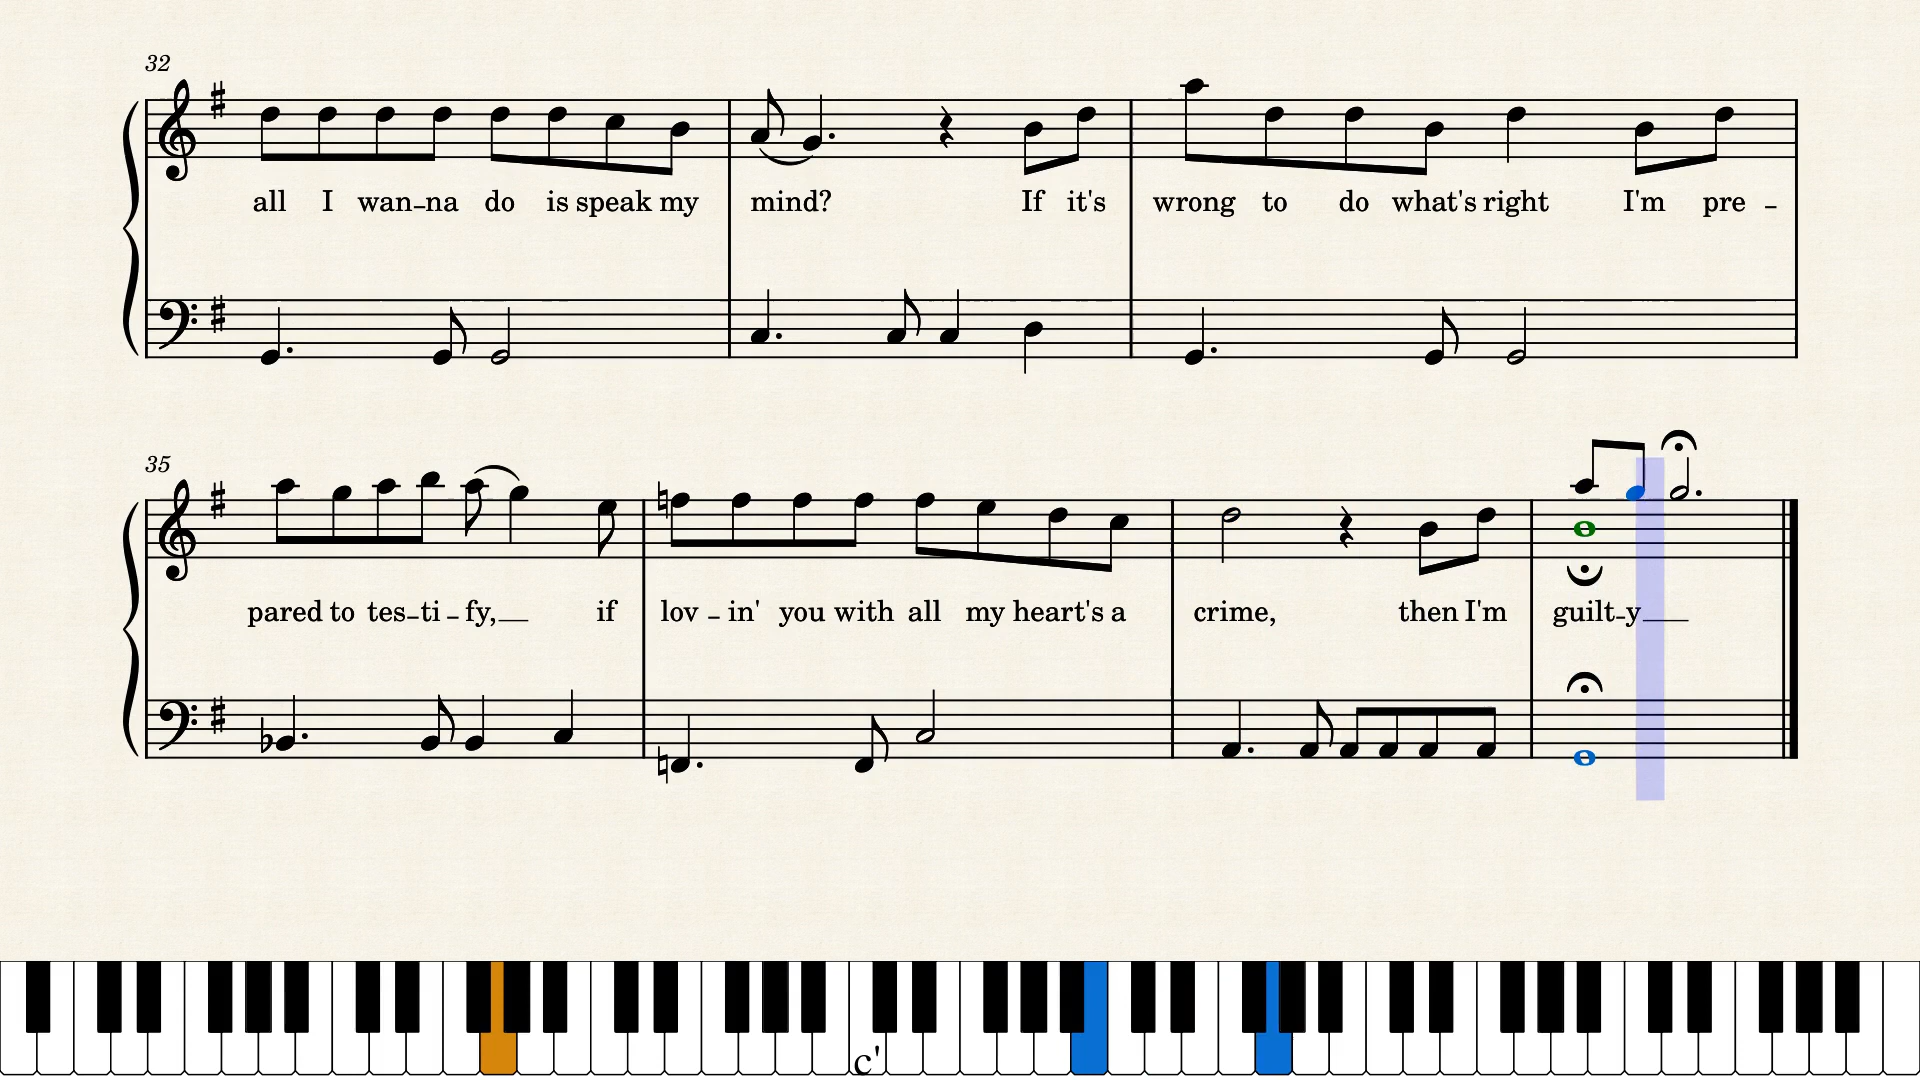 32
all I wan-na do is speak my mind? If it's wrong to do what's right I'm pre -
35
pared to tes-ti-fy, if lov - in' you with all my heart's a crime, then I'm guilt-y
c'